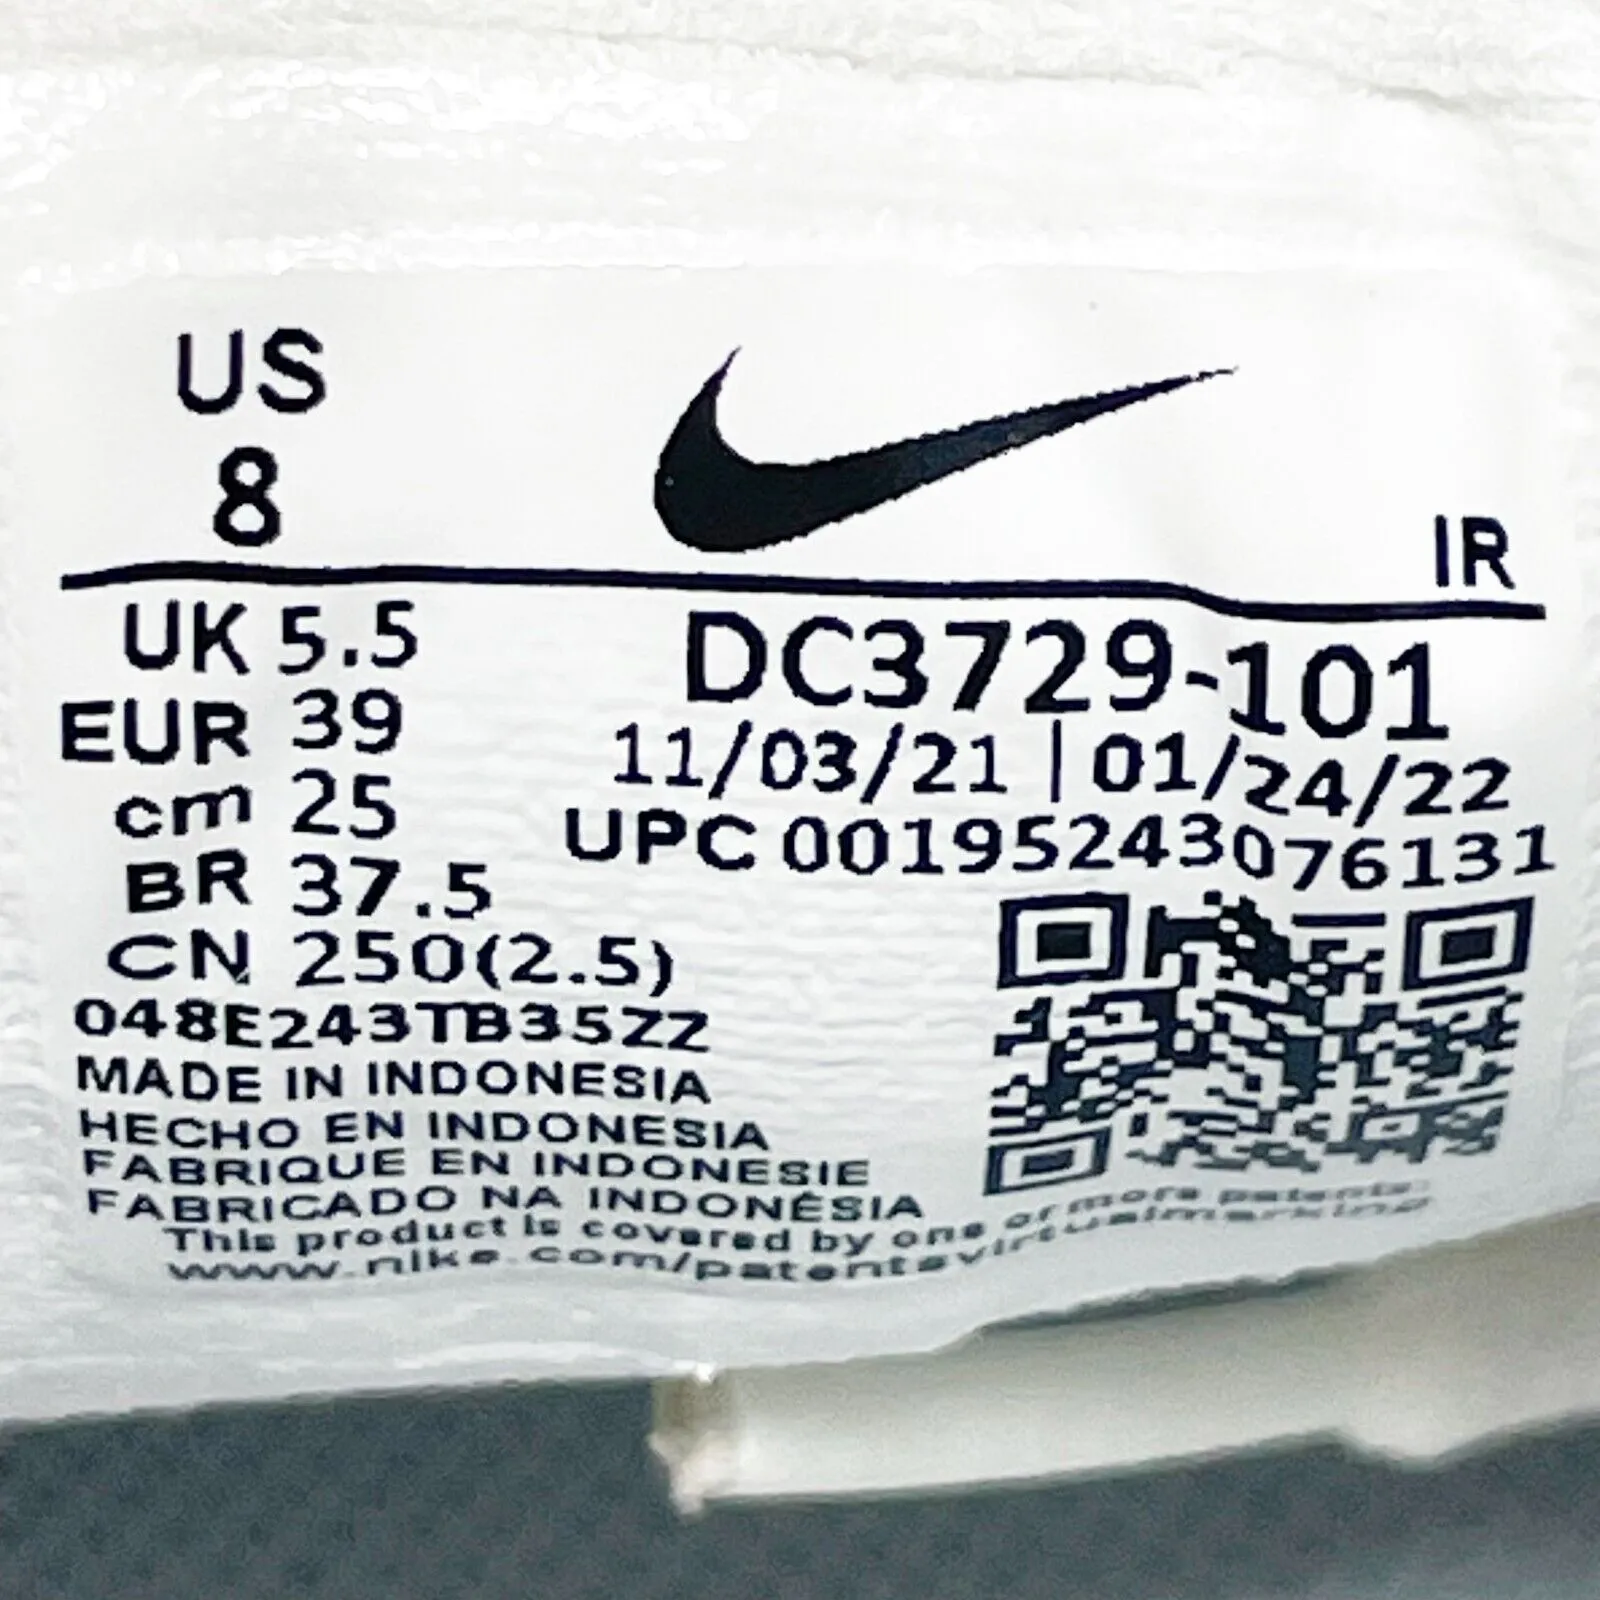 US
8
IR
UK 5.5
EUR 39
cm 25
BR 37.5
CN 250(2.5)
DC3729-101
11/03/21 | 01/24/22
UPC 00195243076131
048E243TB35ZZ
MADE IN INDONESIA
HECHO EN INDONESIA
FABRIQUE EN INDONESIE
FABRICADO NA INDONÉSIA
This product is covered by one or more patents:
www.nike.com/patentsvirtualmarking